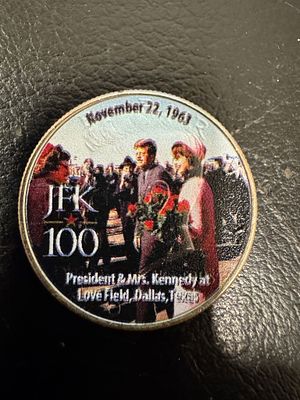 November 22, 1963
JFK
100
President & Mrs. Kennedy at
Love Field, Dallas, Texas